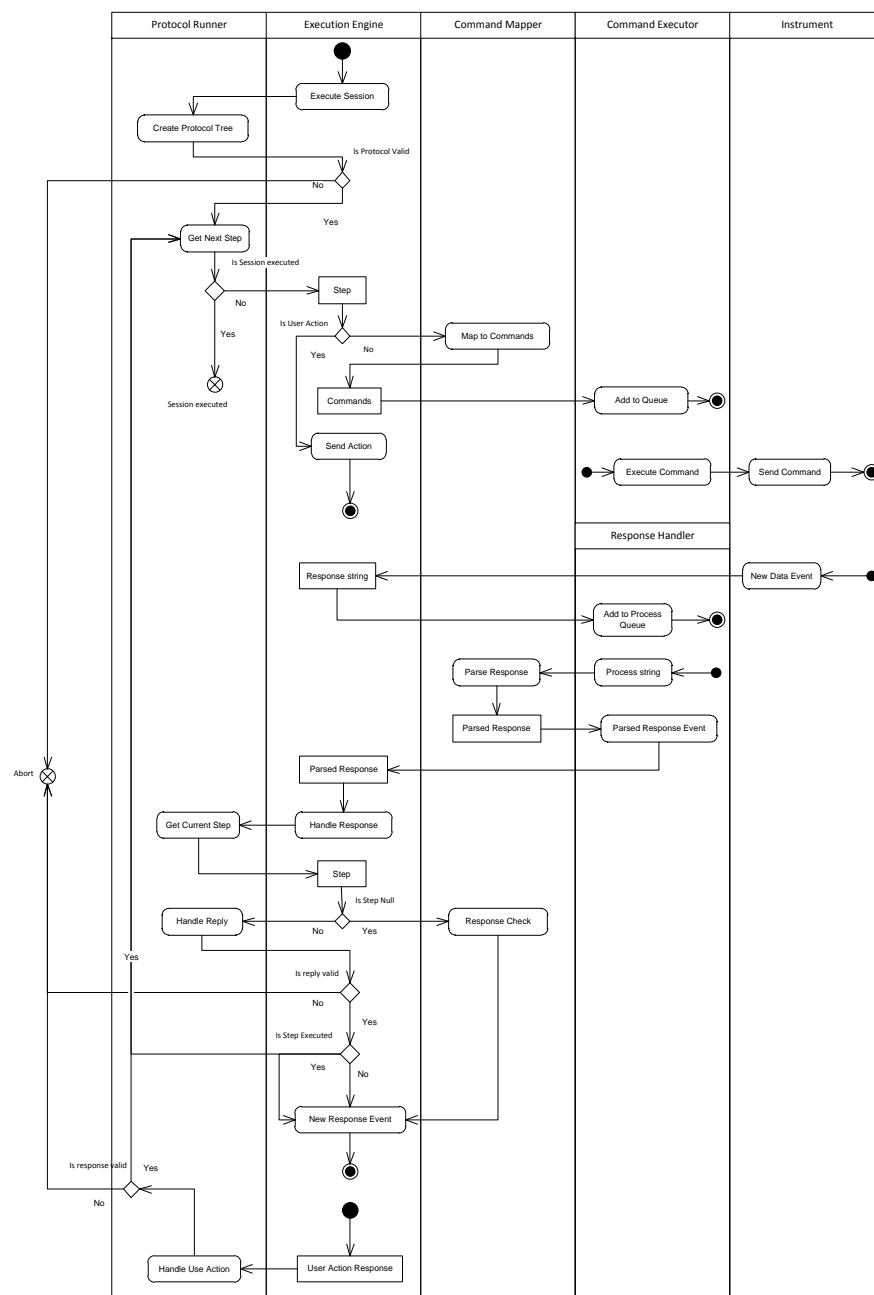 Protocol Runner
Execution Engine
Command Mapper
Command Executor
Instrument
Execute Session
Create Protocol Tree
Is Protocol Valid
No
Yes
Get Next Step
Is Session executed
No
Step
Yes
Is User Action
Yes
No
Map to Commands
Session executed
Commands
Add to Queue
Send Action
Execute Command
Send Command
Response Handler
Response string
New Data Event
Add to Process
Queue
Parse Response
Process string
Parsed Response
Parsed Response Event
Abort
Parsed Response
Get Current Step
Handle Response
Step
Is Step Null
Handle Reply
No
Yes
Response Check
Yes
Is reply valid
No
Yes
Is Step Executed
Yes
No
New Response Event
Is response valid
Yes
No
Handle Use Action
User Action Response